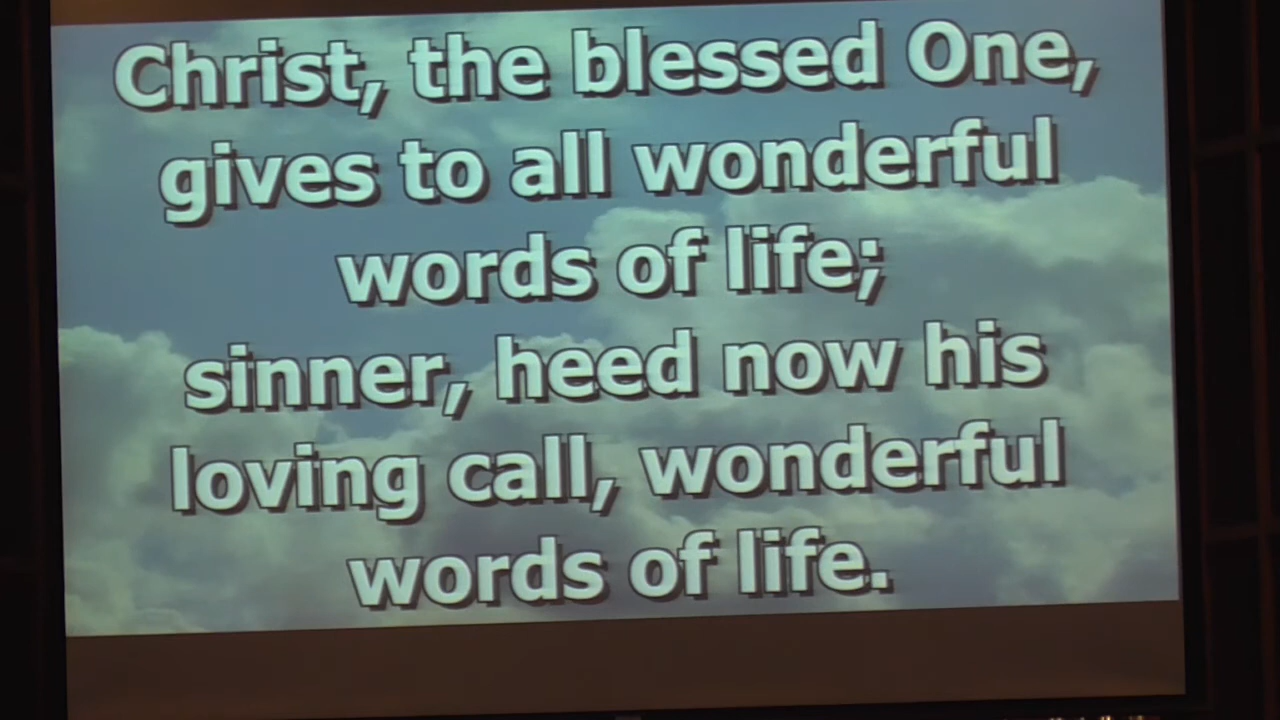 Christ, the blessed One,
gives to all wonderful
words of life;
sinner, heed now his
loving call, wonderful
words of life.